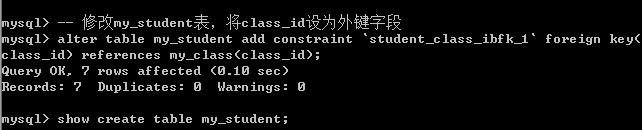 mysql> -- 修改my_student表，将class_id设为外键字段
mysql> alter table my_student add constraint `student_class_ibfk_1` foreign key(
class_id) references my_class(class_id);
Query OK, 7 rows affected (0.10 sec)
Records: 7  Duplicates: 0  Warnings: 0
mysql> show create table my_student;